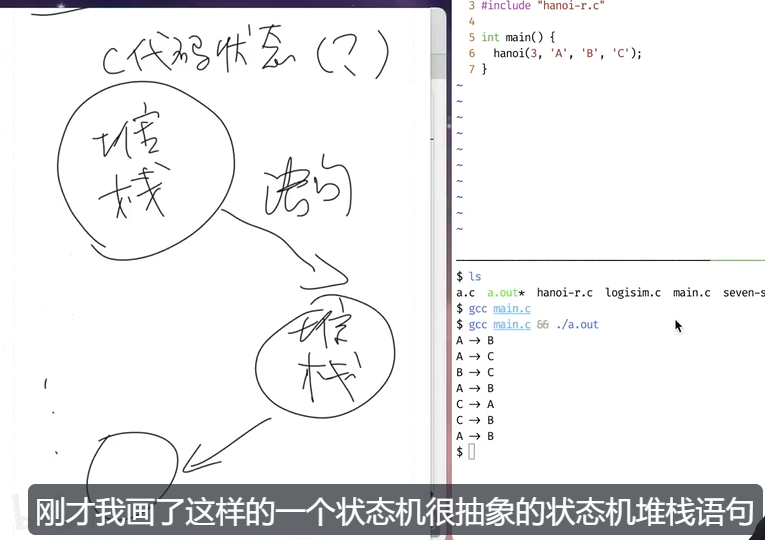 C代码状态(?)
堆
栈
语句
堆
栈
3 #include "hanoi-r.c"
4
5 int main() {
6   hanoi(3, 'A', 'B', 'C');
7 }
~
~
~
~
~
~
~
~
~
~
$ ls
a.c a.out* hanoi-r.c logisim.c main.c seven-s
$ gcc main.c
$ gcc main.c && ./a.out
A → B
A → C
B → C
A → B
C → A
C → B
A → B
$
刚才我画了这样的一个状态机很抽象的状态机堆栈语句